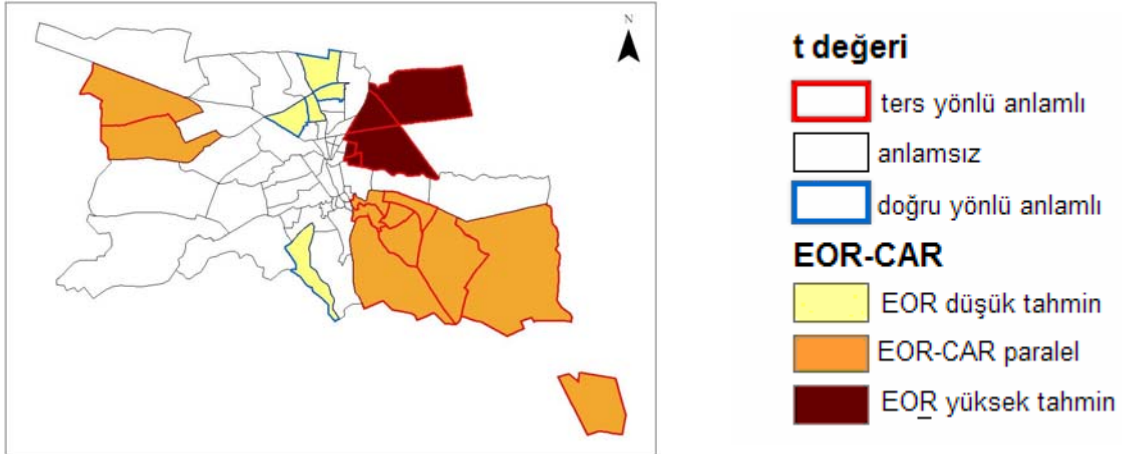 N
t değeri
ters yönlü anlamlı
anlamsız
doğru yönlü anlamlı
EOR-CAR
EOR düşük tahmin
EOR-CAR paralel
EOR yüksek tahmin